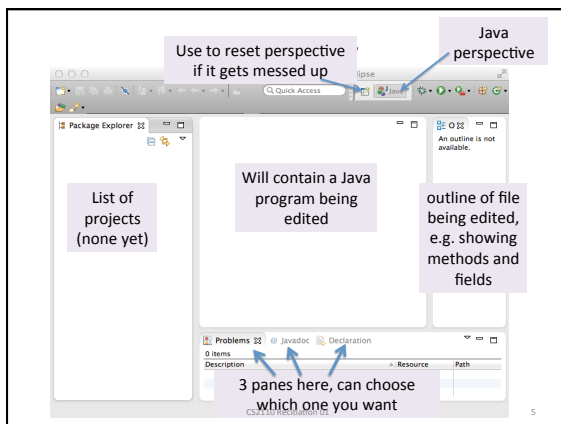 Use to reset perspective
if it gets messed up
Java
perspective
lipse
Quick Access
Java
Package Explorer
O
An outline is not
available.
List of
projects
(none yet)
Will contain a Java
program being
edited
outline of file
being edited,
e.g. showing
methods and
fields
Problems Javadoc Declaration
0 items
Description Resource Path
3 panes here, can choose
which one you want
CS2110 Recitation 01
5